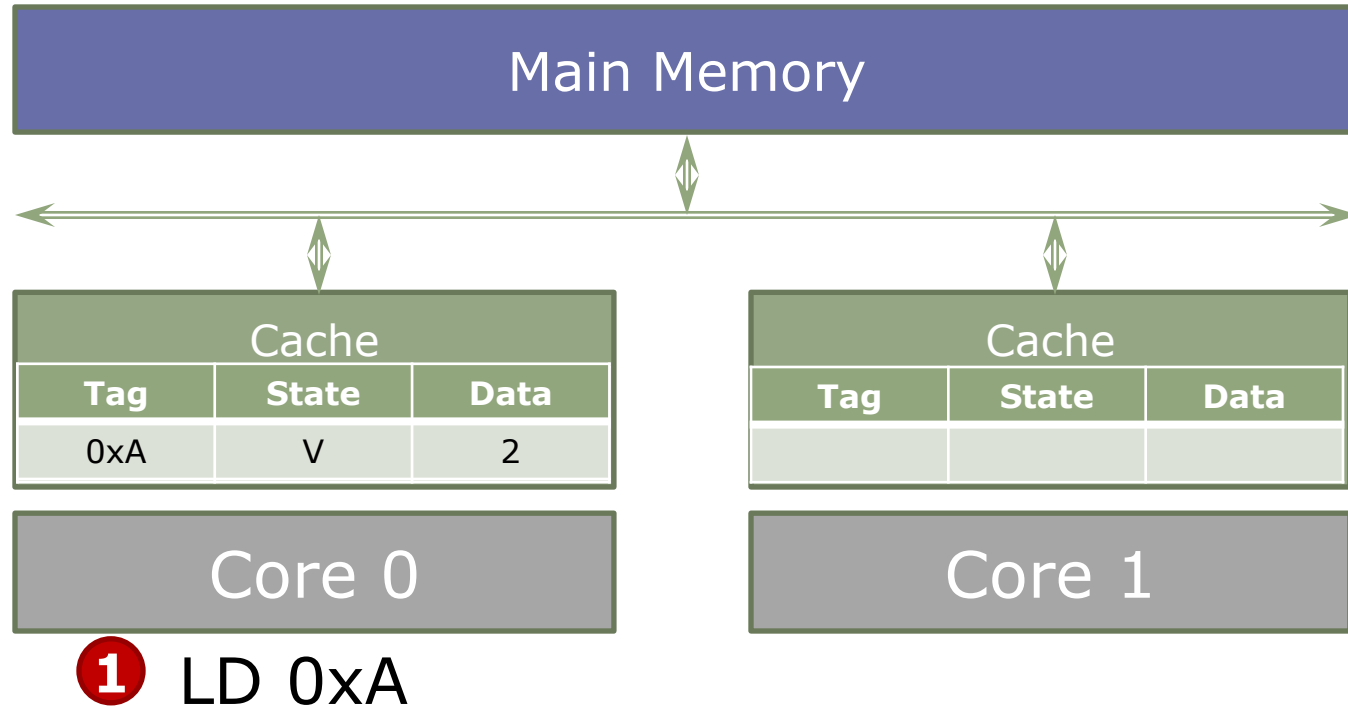 Main Memory
Cache
Tag State Data
0xA V 2
Core 0
Cache
Tag State Data
Core 1
1 LD 0xA